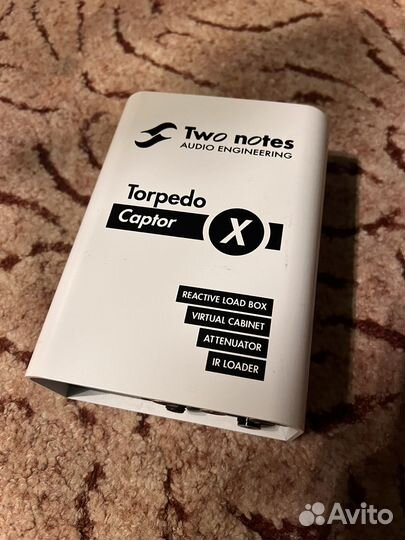 Two notes
AUDIO ENGINEERING
Torpedo
Captor X
REACTIVE LOAD BOX
VIRTUAL CABINET
ATTENUATOR
IR LOADER
Avito